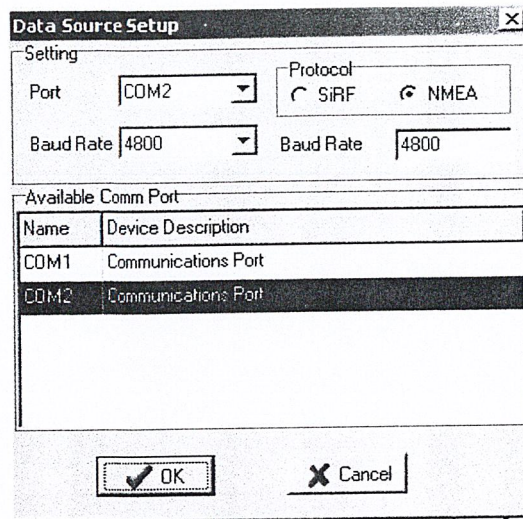 Data Source Setup
Setting
Port COM2
Protocol
SiRF NMEA
Baud Rate 4800 Baud Rate 4800
Available Comm Port
Name Device Description
COM1 Communications Port
COM2 Communications Port
OK Cancel